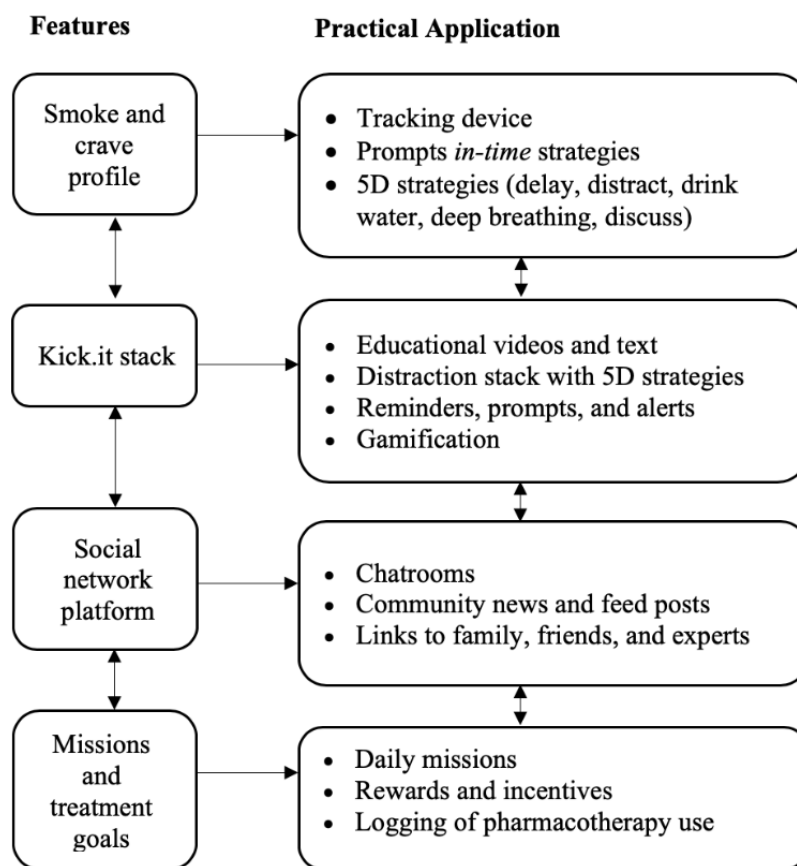 Features
Practical Application
Smoke and
crave
profile
• Tracking device
• Prompts in-time strategies
• 5D strategies (delay, distract, drink
water, deep breathing, discuss)
Kick.it stack
• Educational videos and text
• Distraction stack with 5D strategies
• Reminders, prompts, and alerts
• Gamification
Social
network
platform
• Chatrooms
• Community news and feed posts
• Links to family, friends, and experts
Missions
and
treatment
goals
• Daily missions
• Rewards and incentives
• Logging of pharmacotherapy use